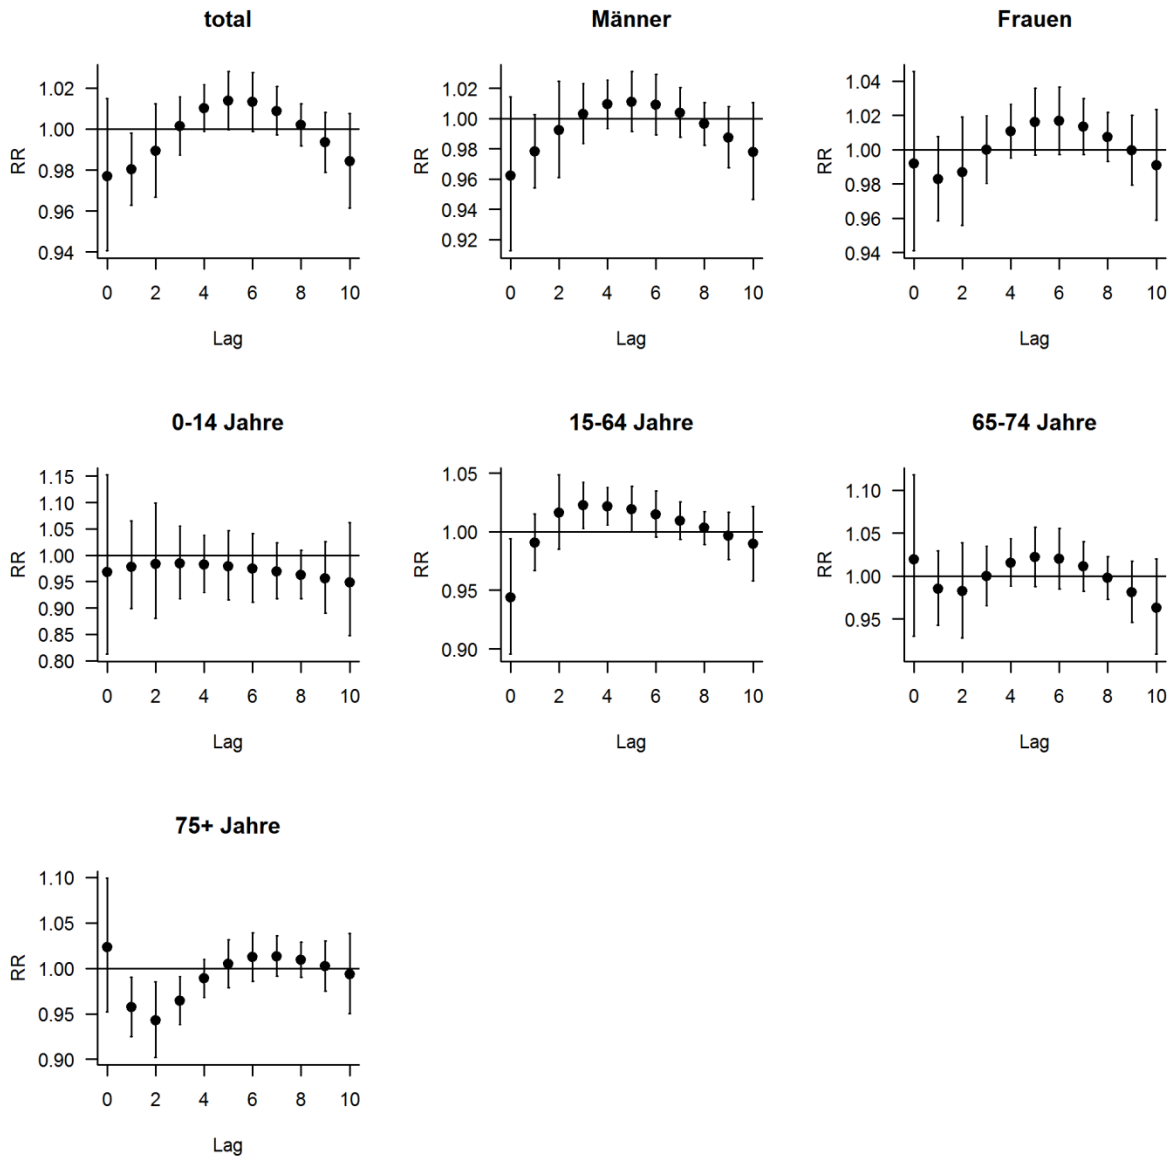 total
RR
1.02
1.00
0.98
0.96
0.94
0 2 4 6 8 10
Lag
Männer
RR
1.02
1.00
0.98
0.96
0.94
0.92
0 2 4 6 8 10
Lag
Frauen
RR
1.04
1.02
1.00
0.98
0.96
0.94
0 2 4 6 8 10
Lag
0-14 Jahre
RR
1.15
1.10
1.05
1.00
0.95
0.90
0.85
0.80
0 2 4 6 8 10
Lag
15-64 Jahre
RR
1.05
1.00
0.95
0.90
0 2 4 6 8 10
Lag
65-74 Jahre
RR
1.10
1.05
1.00
0.95
0 2 4 6 8 10
Lag
75+ Jahre
RR
1.10
1.05
1.00
0.95
0.90
0 2 4 6 8 10
Lag